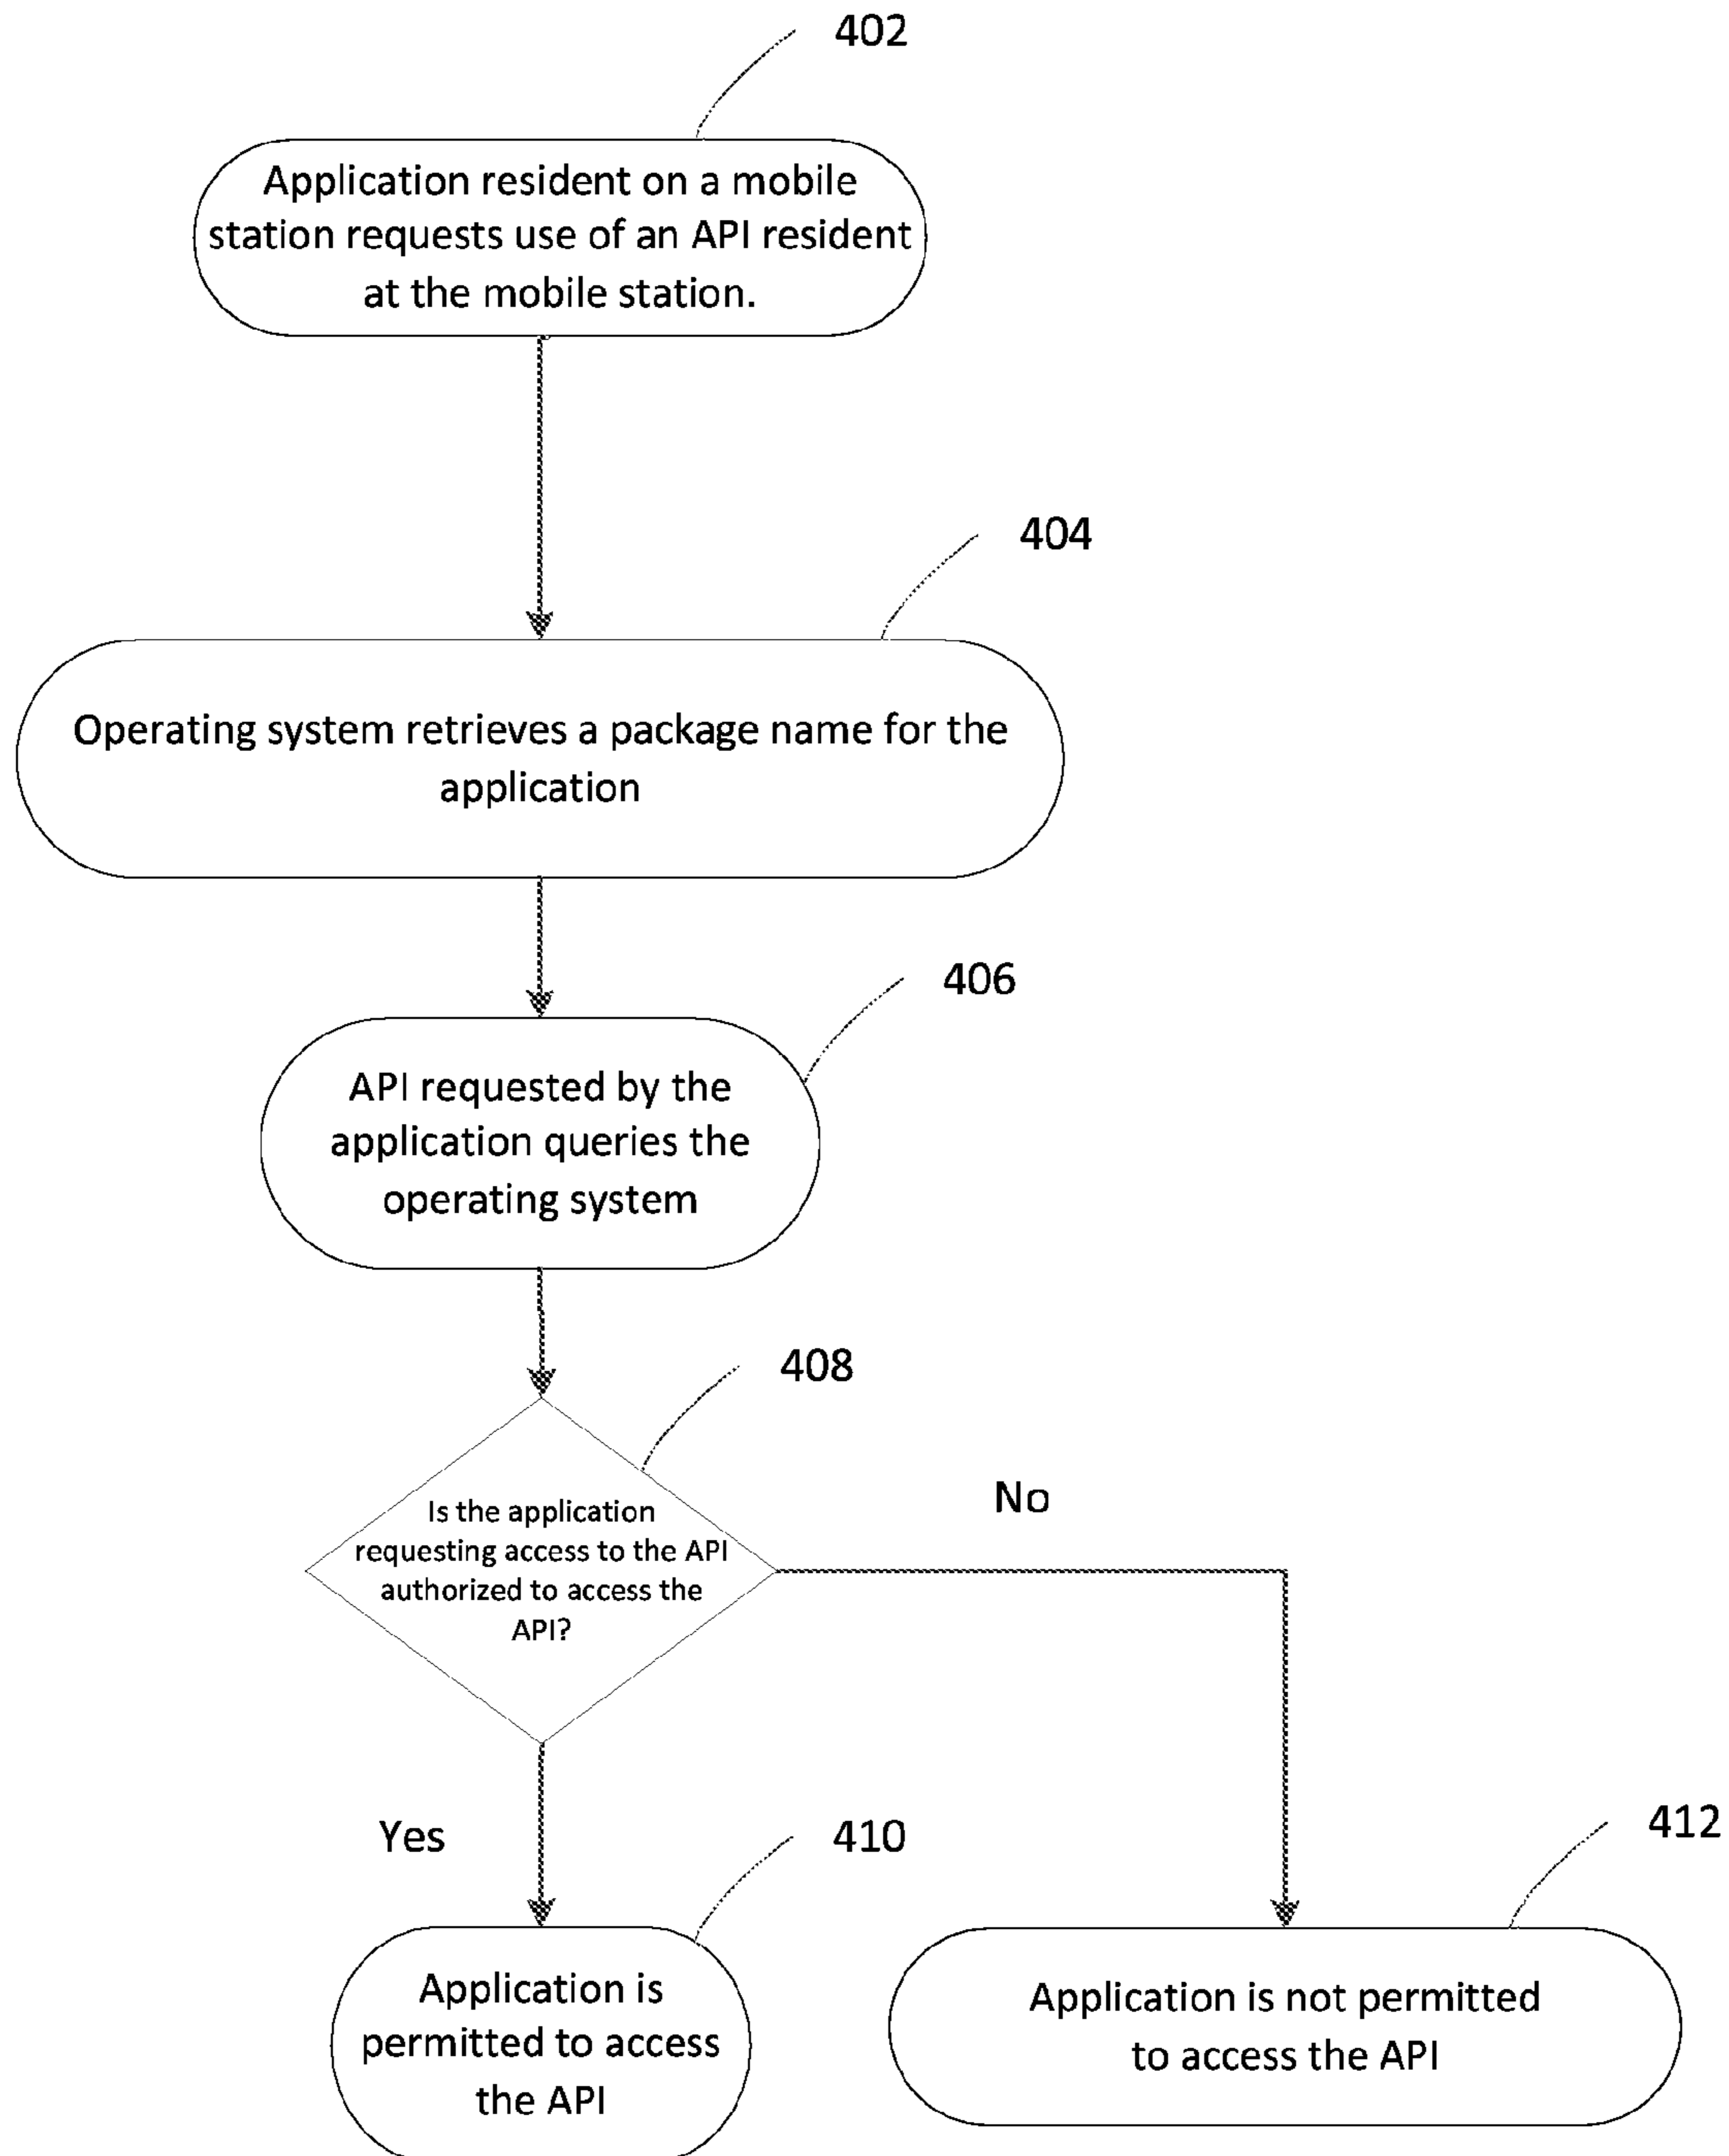 402
Application resident on a mobile
station requests use of an API resident
at the mobile station.
404
Operating system retrieves a package name for the
application
406
API requested by the
application queries the
operating system
408
Is the application
requesting access to the API
authorized to access the
API?
No
Yes
410
Application is
permitted to access
the API
412
Application is not permitted
to access the API